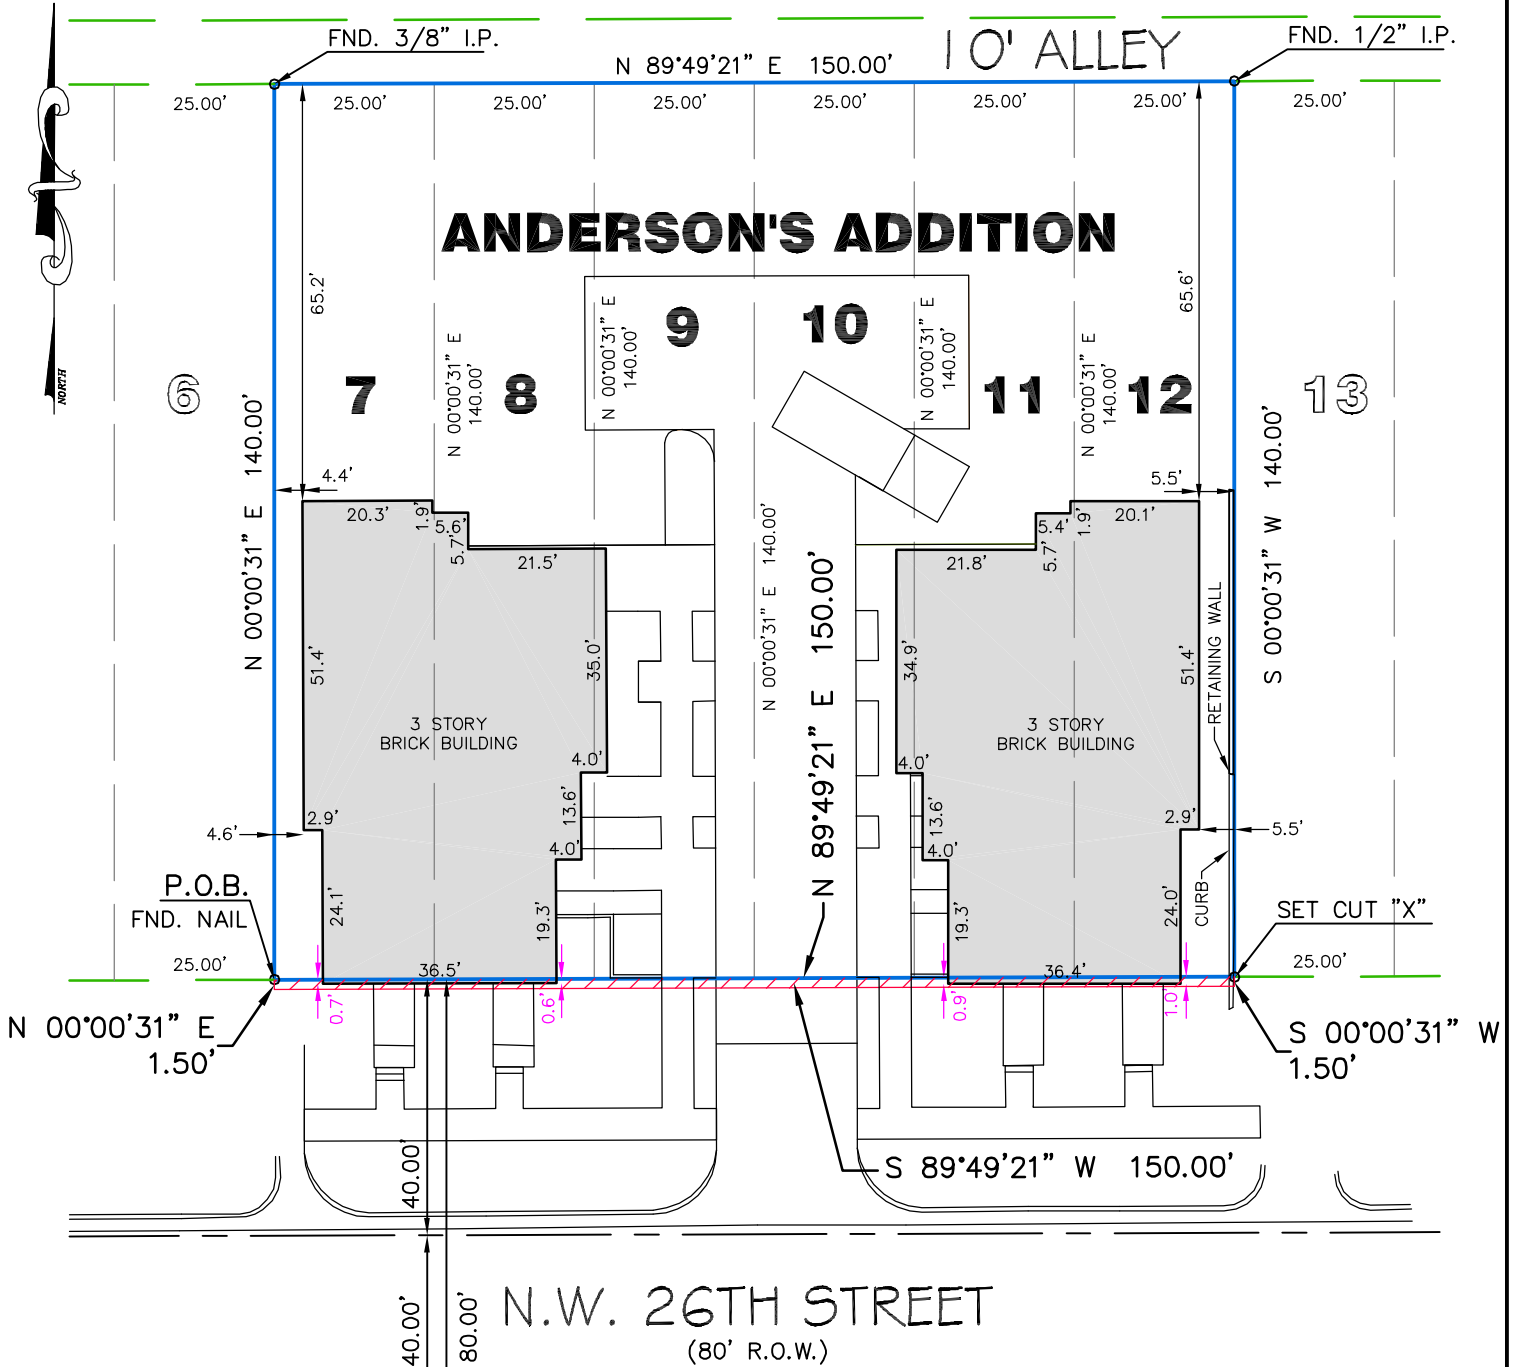 FND. 3/8" I.P.
10' ALLEY
FND. 1/2" I.P.
N 89°49'21" E 150.00'
25.00'
25.00'
25.00'
25.00'
25.00'
25.00'
25.00'
25.00'
ANDERSON'S ADDITION
65.2'
65.6'
NORTH
6
7
8
9
10
11
12
13
N 00°00'31" E
140.00'
N 00°00'31" E
140.00'
N 00°00'31" E
140.00'
N 00°00'31" E
140.00'
N 00°00'31" E 140.00'
N 00°00'31" E 140.00'
S 00°00'31" W 140.00'
4.4'
5.5'
20.3'
1.9'
5.6'
5.7'
21.5'
21.8'
5.7'
5.4'
1.9'
20.1'
51.4'
35.0'
34.9'
51.4'
RETAINING WALL
3 STORY
BRICK BUILDING
3 STORY
BRICK BUILDING
N 89°49'21" E 150.00'
4.0'
4.0'
13.6'
13.6'
2.9'
2.9'
4.6'
5.5'
4.0'
4.0'
P.O.B.
FND. NAIL
24.1'
19.3'
19.3'
24.0'
CURB
SET CUT "X"
25.00'
36.5'
36.4'
25.00'
0.7'
0.6'
0.9'
1.0'
N 00°00'31" E
1.50'
S 00°00'31" W
1.50'
40.00'
S 89°49'21" W 150.00'
40.00'
80.00'
N.W. 26TH STREET
(80' R.O.W.)